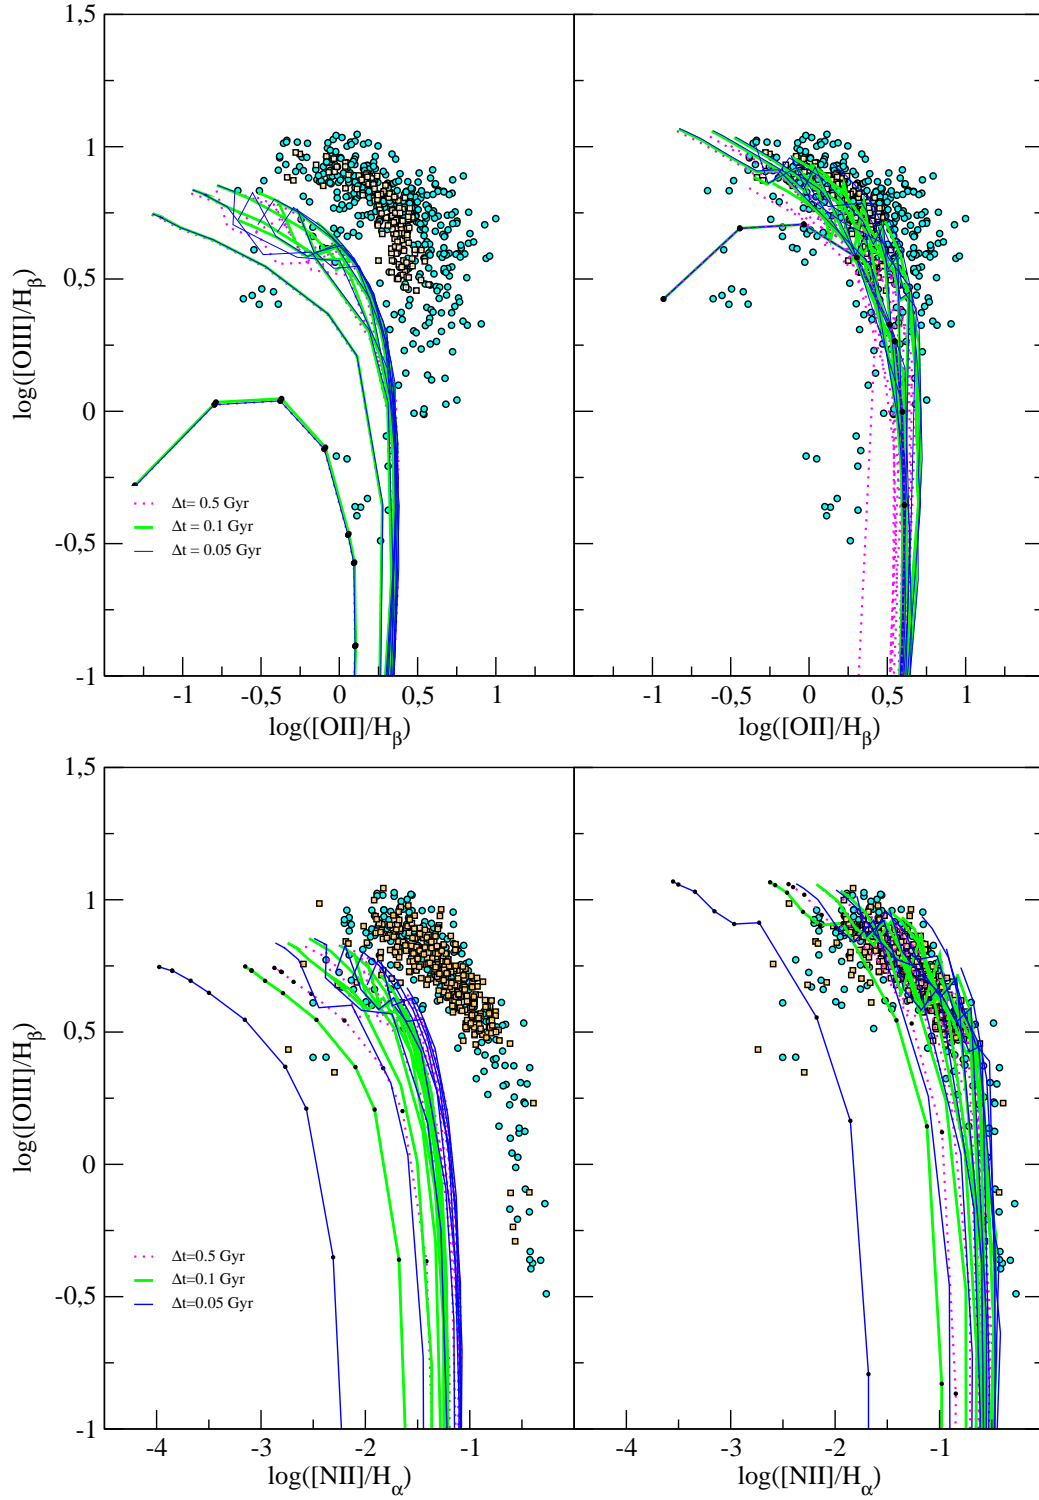 1,5
1
0,5
0
-0,5
-1
log([OIII]/Hβ)
Δt= 0.5 Gyr
Δt = 0.1 Gyr
Δt = 0.05 Gyr
-1 -0,5 0 0,5 1
-1 -0,5 0 0,5 1
log([OII]/Hβ)
log([OII]/Hβ)
1,5
1
0,5
0
-0,5
-1
log([OIII]/Hβ)
Δt=0.5 Gyr
Δt=0.1 Gyr
Δt=0.05 Gyr
-4 -3 -2 -1
-4 -3 -2 -1
log([NII]/Hα)
log([NII]/Hα)